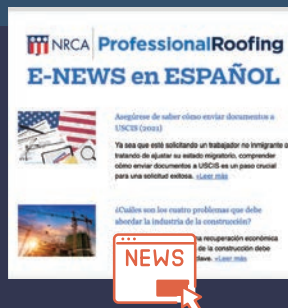 NRCA ProfessionalRoofing
E-NEWS en ESPAÑOL
Asegúrese de saber cómo enviar documentos a
USCIS (2021)
Ya sea que esté solicitando un trabajador no inmigrante o
tratando de ajustar su estado migratorio, comprender
cómo enviar documentos a USCIS es un paso crucial
para una solicitud exitosa. «Leer más
¿Cuáles son los cuatro problemas que debe
abordar la industria de la construcción?
na recuperación económica
de la construcción debe
lave. «Leer más
NEWS